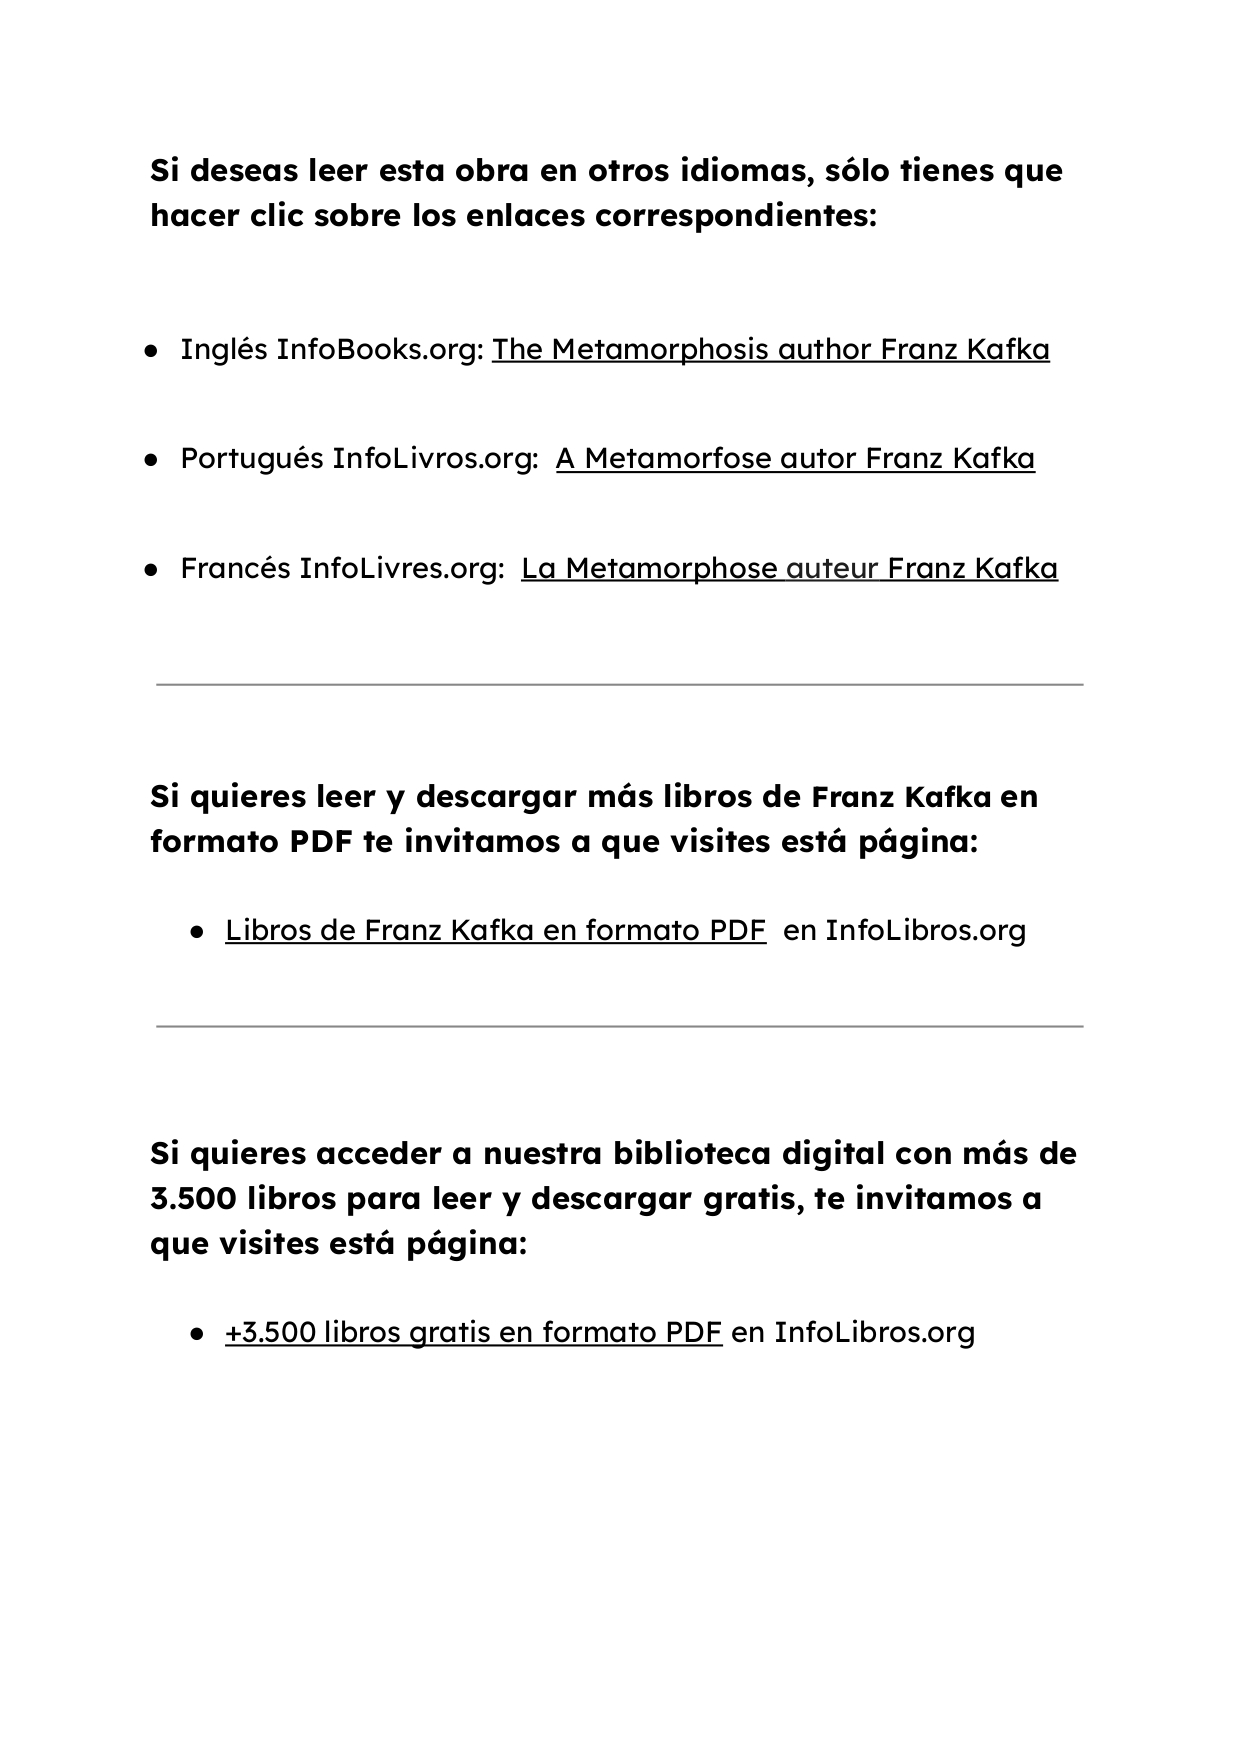 Si deseas leer esta obra en otros idiomas, sólo tienes que
hacer clic sobre los enlaces correspondientes:
● Inglés InfoBooks.org: The Metamorphosis author Franz Kafka
● Portugués InfoLivros.org: A Metamorfose autor Franz Kafka
● Francés InfoLivres.org: La Metamorphose auteur Franz Kafka
Si quieres leer y descargar más libros de Franz Kafka en
formato PDF te invitamos a que visites está página:
● Libros de Franz Kafka en formato PDF en InfoLibros.org
Si quieres acceder a nuestra biblioteca digital con más de
3.500 libros para leer y descargar gratis, te invitamos a
que visites está página:
● +3.500 libros gratis en formato PDF en InfoLibros.org